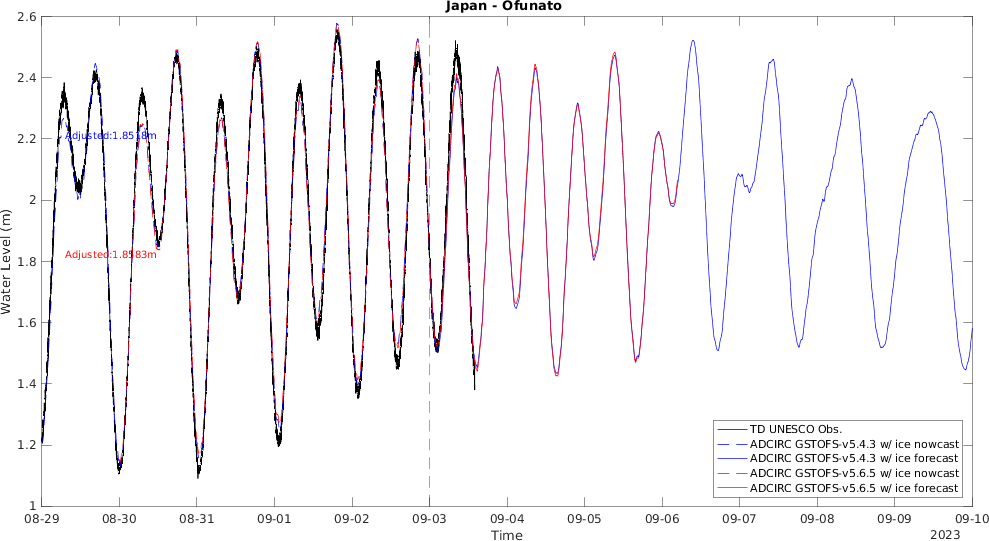 Japan - Ofunato
Water Level (m)
2.6
2.4
2.2
2
1.8
1.6
1.4
1.2
1
Adjusted:1.8518m
Adjusted:1.8583m
TD UNESCO Obs.
ADCIRC GSTOFS-v5.4.3 w/ ice nowcast
ADCIRC GSTOFS-v5.4.3 w/ ice forecast
ADCIRC GSTOFS-v5.6.5 w/ ice nowcast
ADCIRC GSTOFS-v5.6.5 w/ ice forecast
08-29 08-30 08-31 09-01 09-02 09-03 09-04 09-05 09-06 09-07 09-08 09-09 09-10
Time
2023